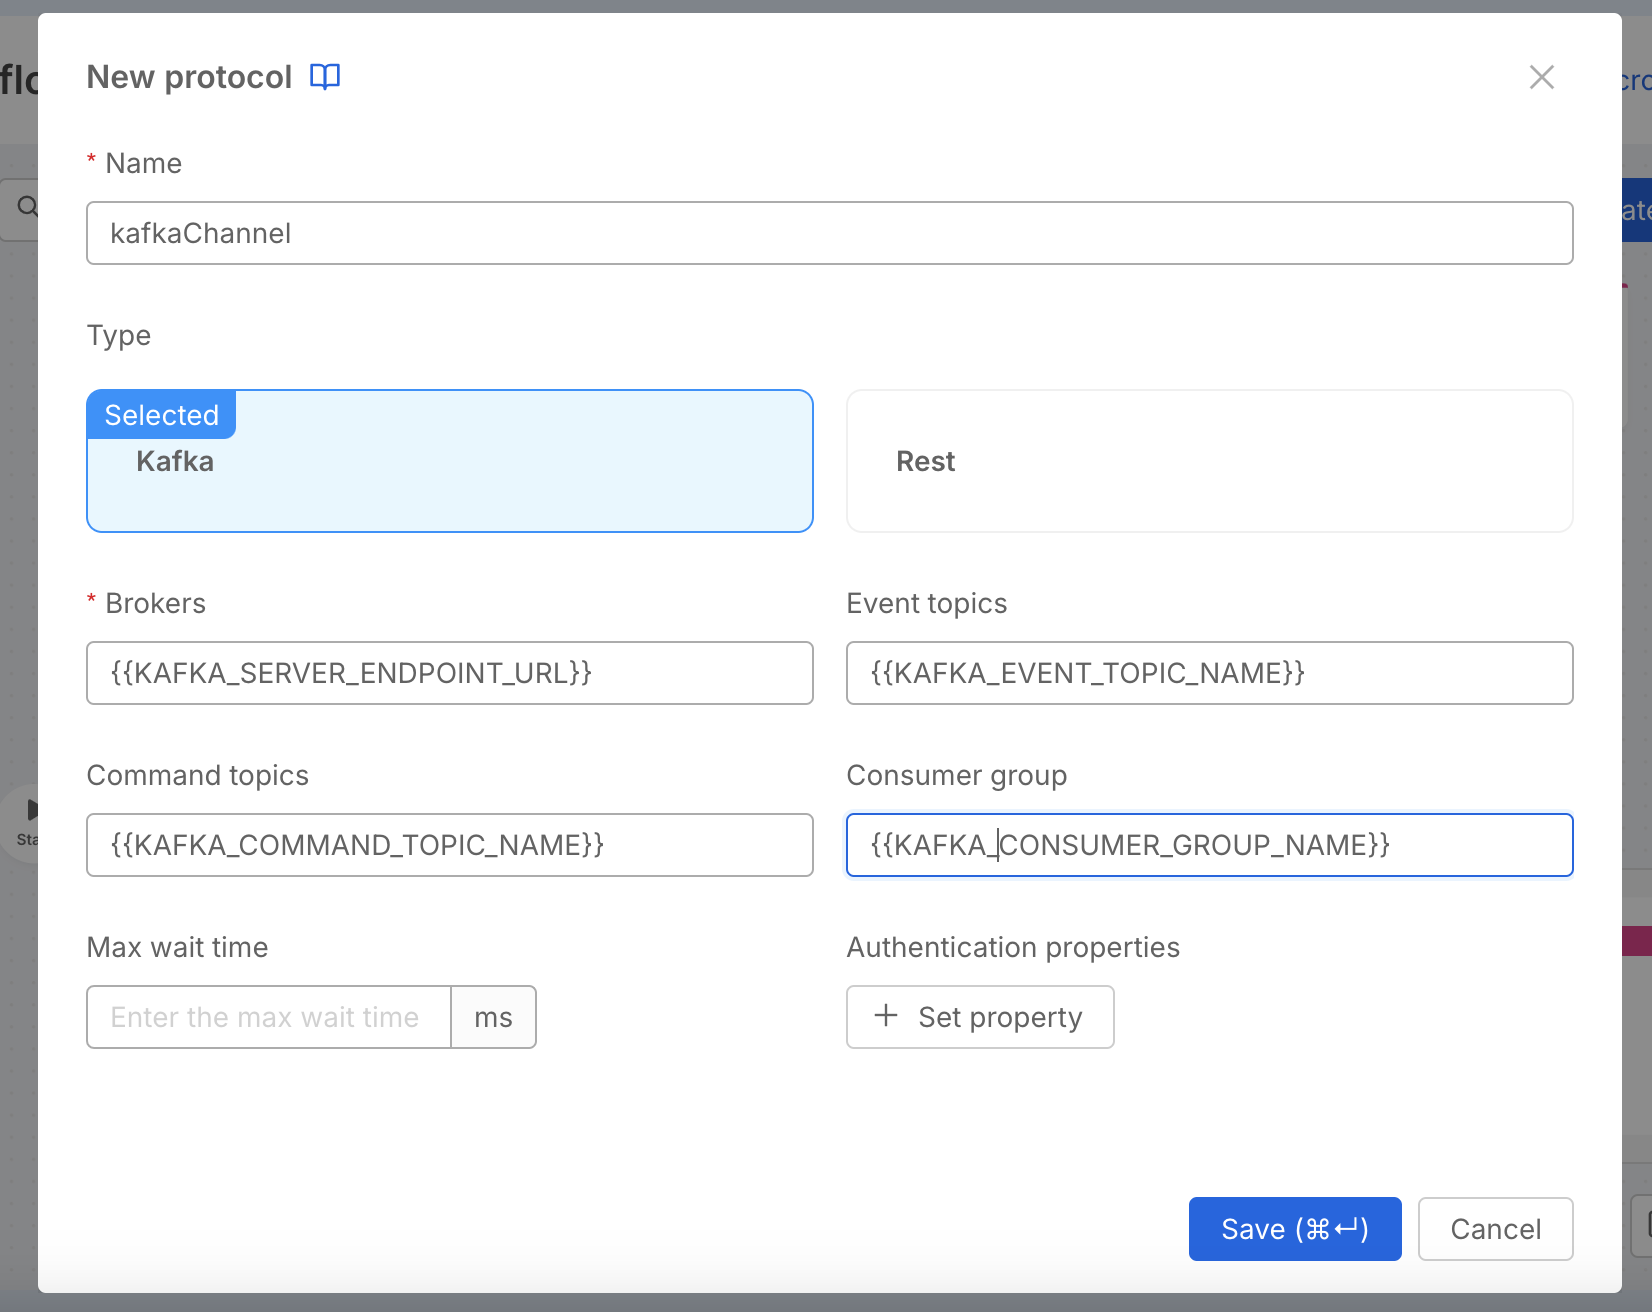 New protocol
* Name
kafkaChannel
Type
Selected
Kafka
Rest
* Brokers
Event topics
{{KAFKA_SERVER_ENDPOINT_URL}}
{{KAFKA_EVENT_TOPIC_NAME}}
Command topics
Consumer group
{{KAFKA_COMMAND_TOPIC_NAME}}
{{KAFKA_CONSUMER_GROUP_NAME}}
Max wait time
Authentication properties
Enter the max wait time
ms
+ Set property
Save (⌘↵)
Cancel